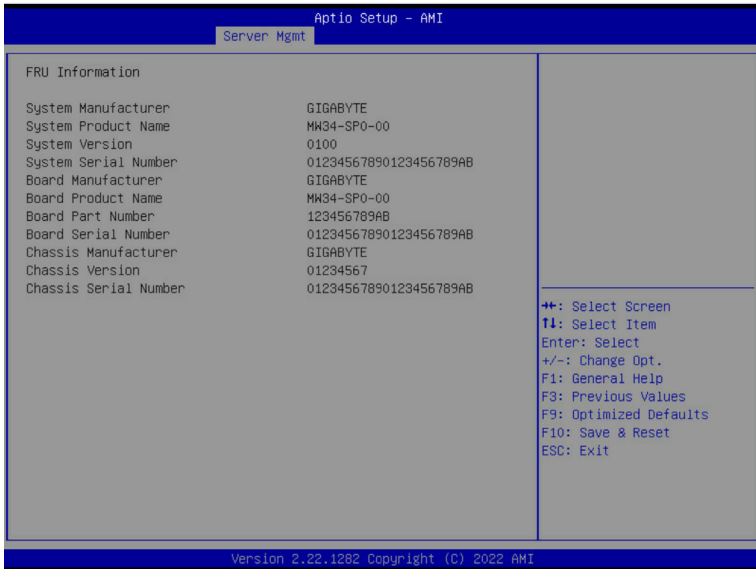 Aptio Setup – AMI
Server Mgmt
FRU Information
System Manufacturer GIGABYTE
System Product Name MW34-SP0-00
System Version 0100
System Serial Number 01234567890123456789AB
Board Manufacturer GIGABYTE
Board Product Name MW34-SP0-00
Board Part Number 123456789AB
Board Serial Number 01234567890123456789AB
Chassis Manufacturer GIGABYTE
Chassis Version 01234567
Chassis Serial Number 01234567890123456789AB
→←: Select Screen
↑↓: Select Item
Enter: Select
+/-: Change Opt.
F1: General Help
F3: Previous Values
F9: Optimized Defaults
F10: Save & Reset
ESC: Exit
Version 2.22.1282 Copyright (C) 2022 AMI